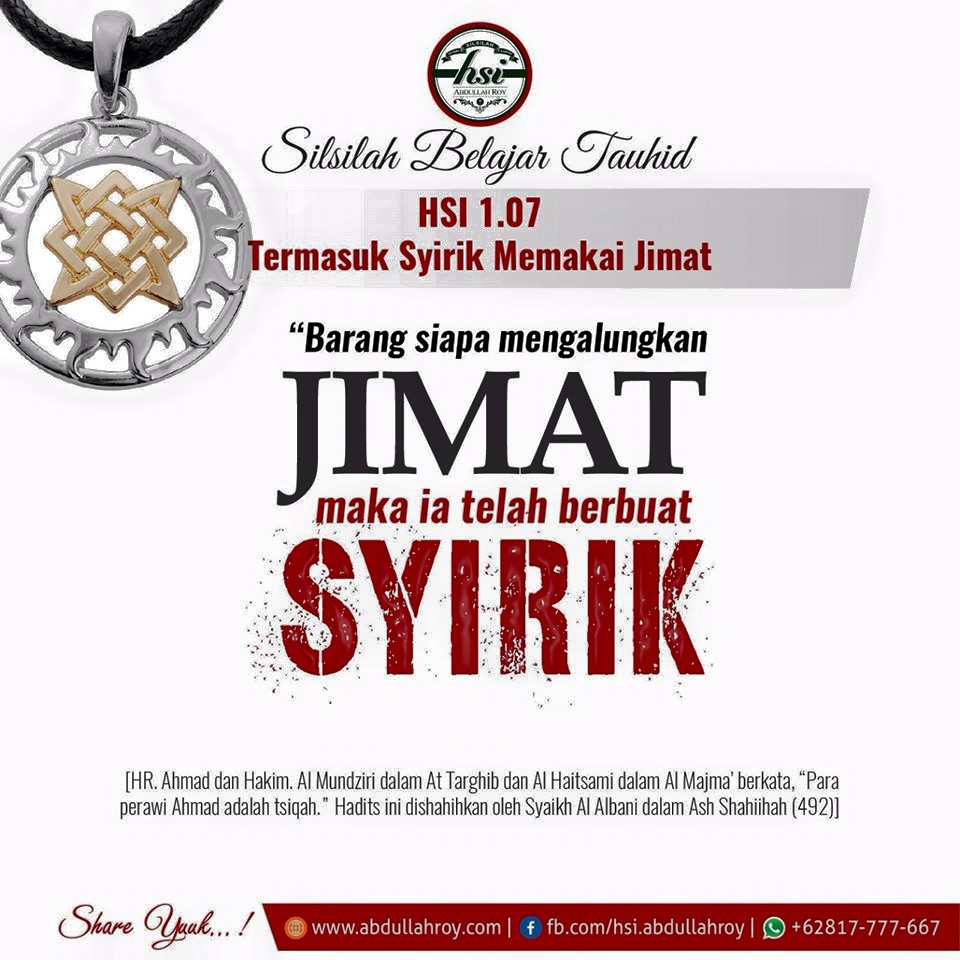 SILSILAH
hsi
ABDULLAH ROY
Silsilah Belajar Tauhid
HSI 1.07
Termasuk Syirik Memakai Jimat
“Barang siapa mengalungkan
JIMAT
maka ia telah berbuat
SYIRIK
[HR. Ahmad dan Hakim. Al Mundziri dalam At Targhib dan Al Haitsami dalam Al Majma’ berkata, “Para
perawi Ahmad adalah tsiqah.” Hadits ini dishahihkan oleh Syaikh Al Albani dalam Ash Shahiihah (492)]
Share Yuuk...!
www.abdullahroy.com | fb.com/hsi.abdullahroy | +62817-777-667